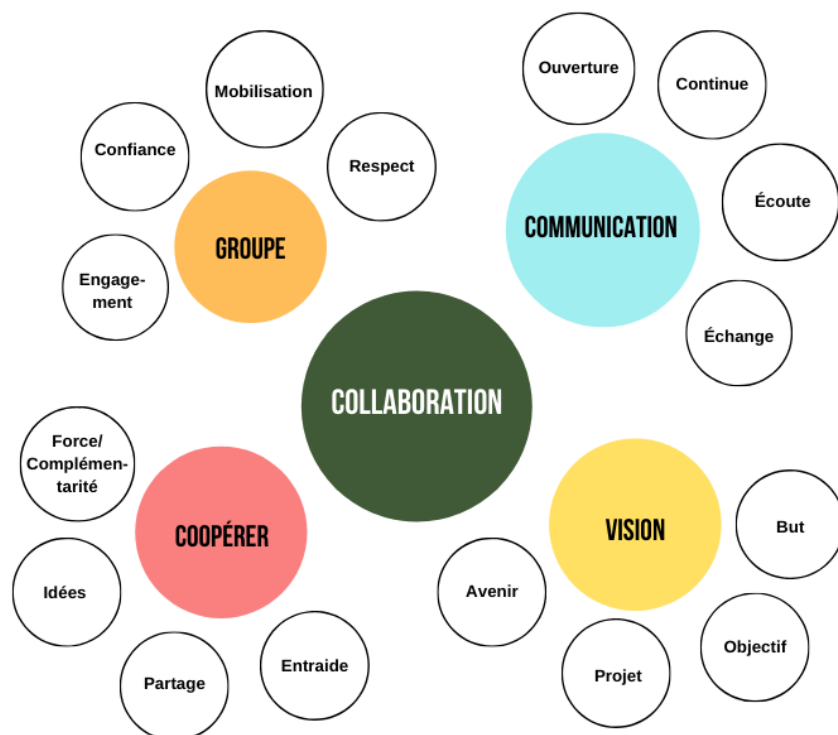 Mobilisation
Confiance
Respect
GROUPE
Engage-
ment
Ouverture
Continue
Écoute
COMMUNICATION
Échange
COLLABORATION
Force/
Complémen-
tarité
COOPÉRER
Idées
Partage
Entraide
VISION
But
Avenir
Objectif
Projet